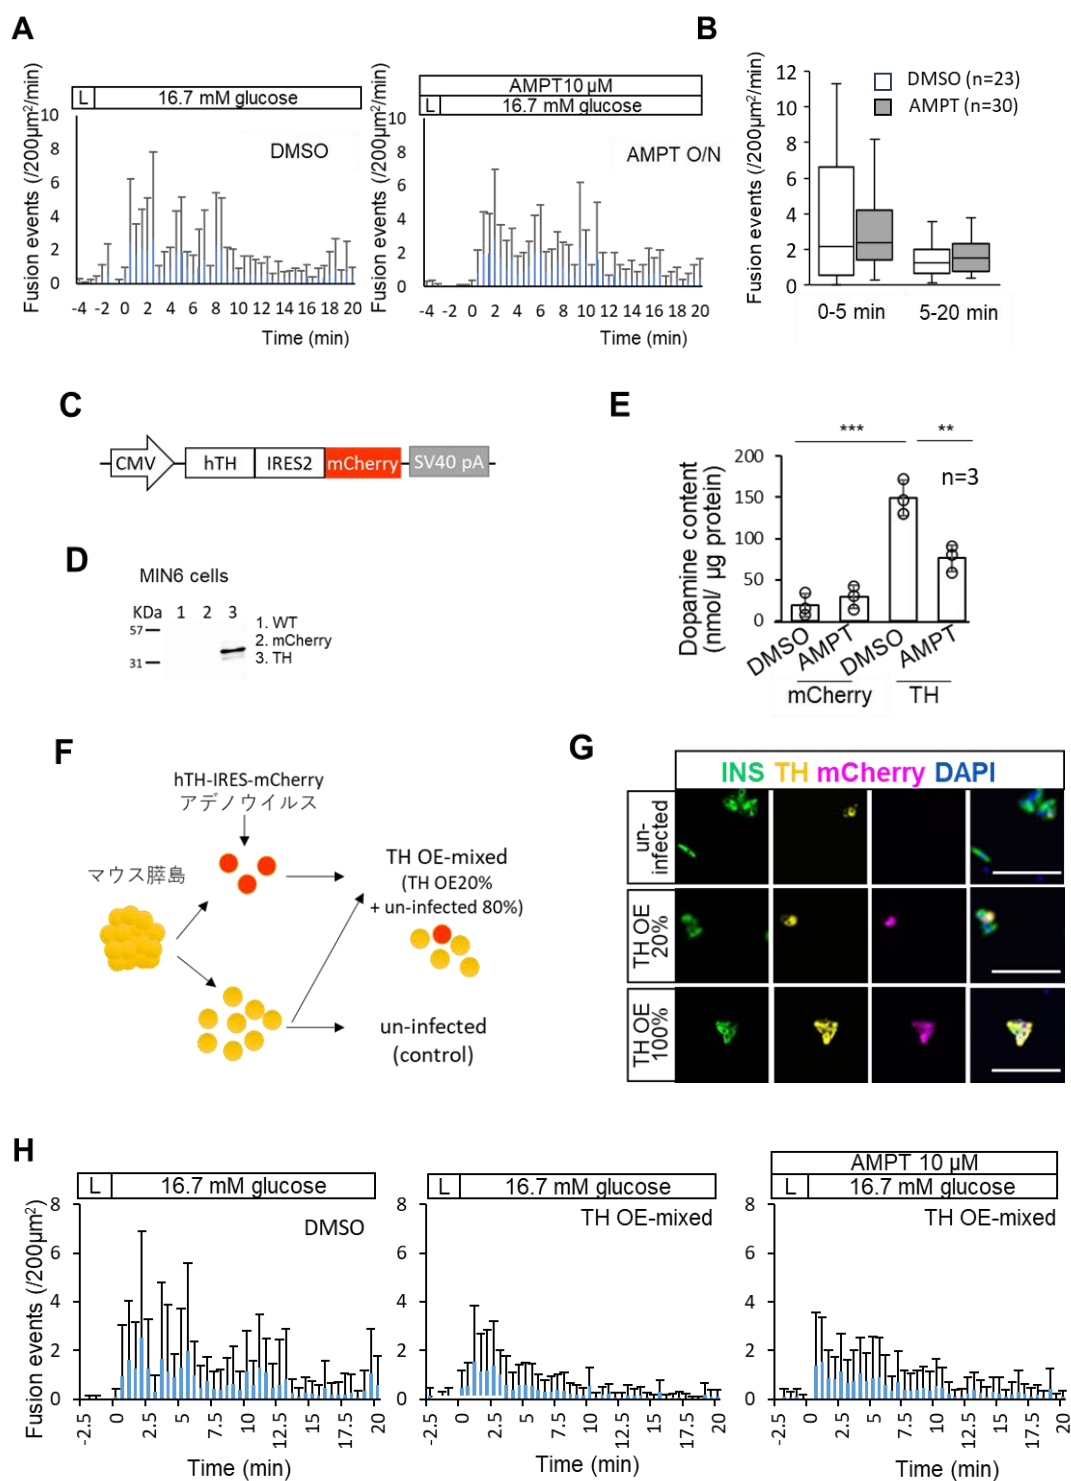 A
Fusion events (/200µm²/min)
L
16.7 mM glucose
10
8
6
4
2
0
DMSO
-4 -2 0 2 4 6 8 10 12 14 16 18 20
Time (min)
Fusion events (/200µm²/min)
AMPT10 µM
L
16.7 mM glucose
10
8
6
4
2
0
AMPT O/N
-4 -2 0 2 4 6 8 10 12 14 16 18 20
Time (min)
B
Fusion events (/200µm²/min)
12
10
8
6
4
2
0
DMSO (n=23)
AMPT (n=30)
0-5 min
5-20 min
C
CMV
hTH
IRES2
mCherry
SV40 pA
D
MIN6 cells
KDa 1 2 3
57
31
1. WT
2. mCherry
3. TH
E
Dopamine content
(nmol/ µg protein)
***
**
200
150
100
50
0
n=3
DMSO
AMPT
DMSO
AMPT
mCherry
TH
F
hTH-IRES-mCherry
アデノウイルス
マウス膵島
TH OE-mixed
(TH OE20%
+ un-infected 80%)
un-infected
(control)
G
INS TH mCherry DAPI
un-
infected
TH OE
20%
TH OE
100%
H
Fusion events (/200µm²)
L
16.7 mM glucose
DMSO
8
6
4
2
0
-2.5 0 2.5 5 7.5 10 12.5 15 17.5 20
Time (min)
L
16.7 mM glucose
TH OE-mixed
8
6
4
2
0
-2.5 0 2.5 5 7.5 10 12.5 15 17.5 20
Time (min)
AMPT 10 µM
L
16.7 mM glucose
TH OE-mixed
8
6
4
2
0
-2.5 0 2.5 5 7.5 10 12.5 15 17.5 20
Time (min)